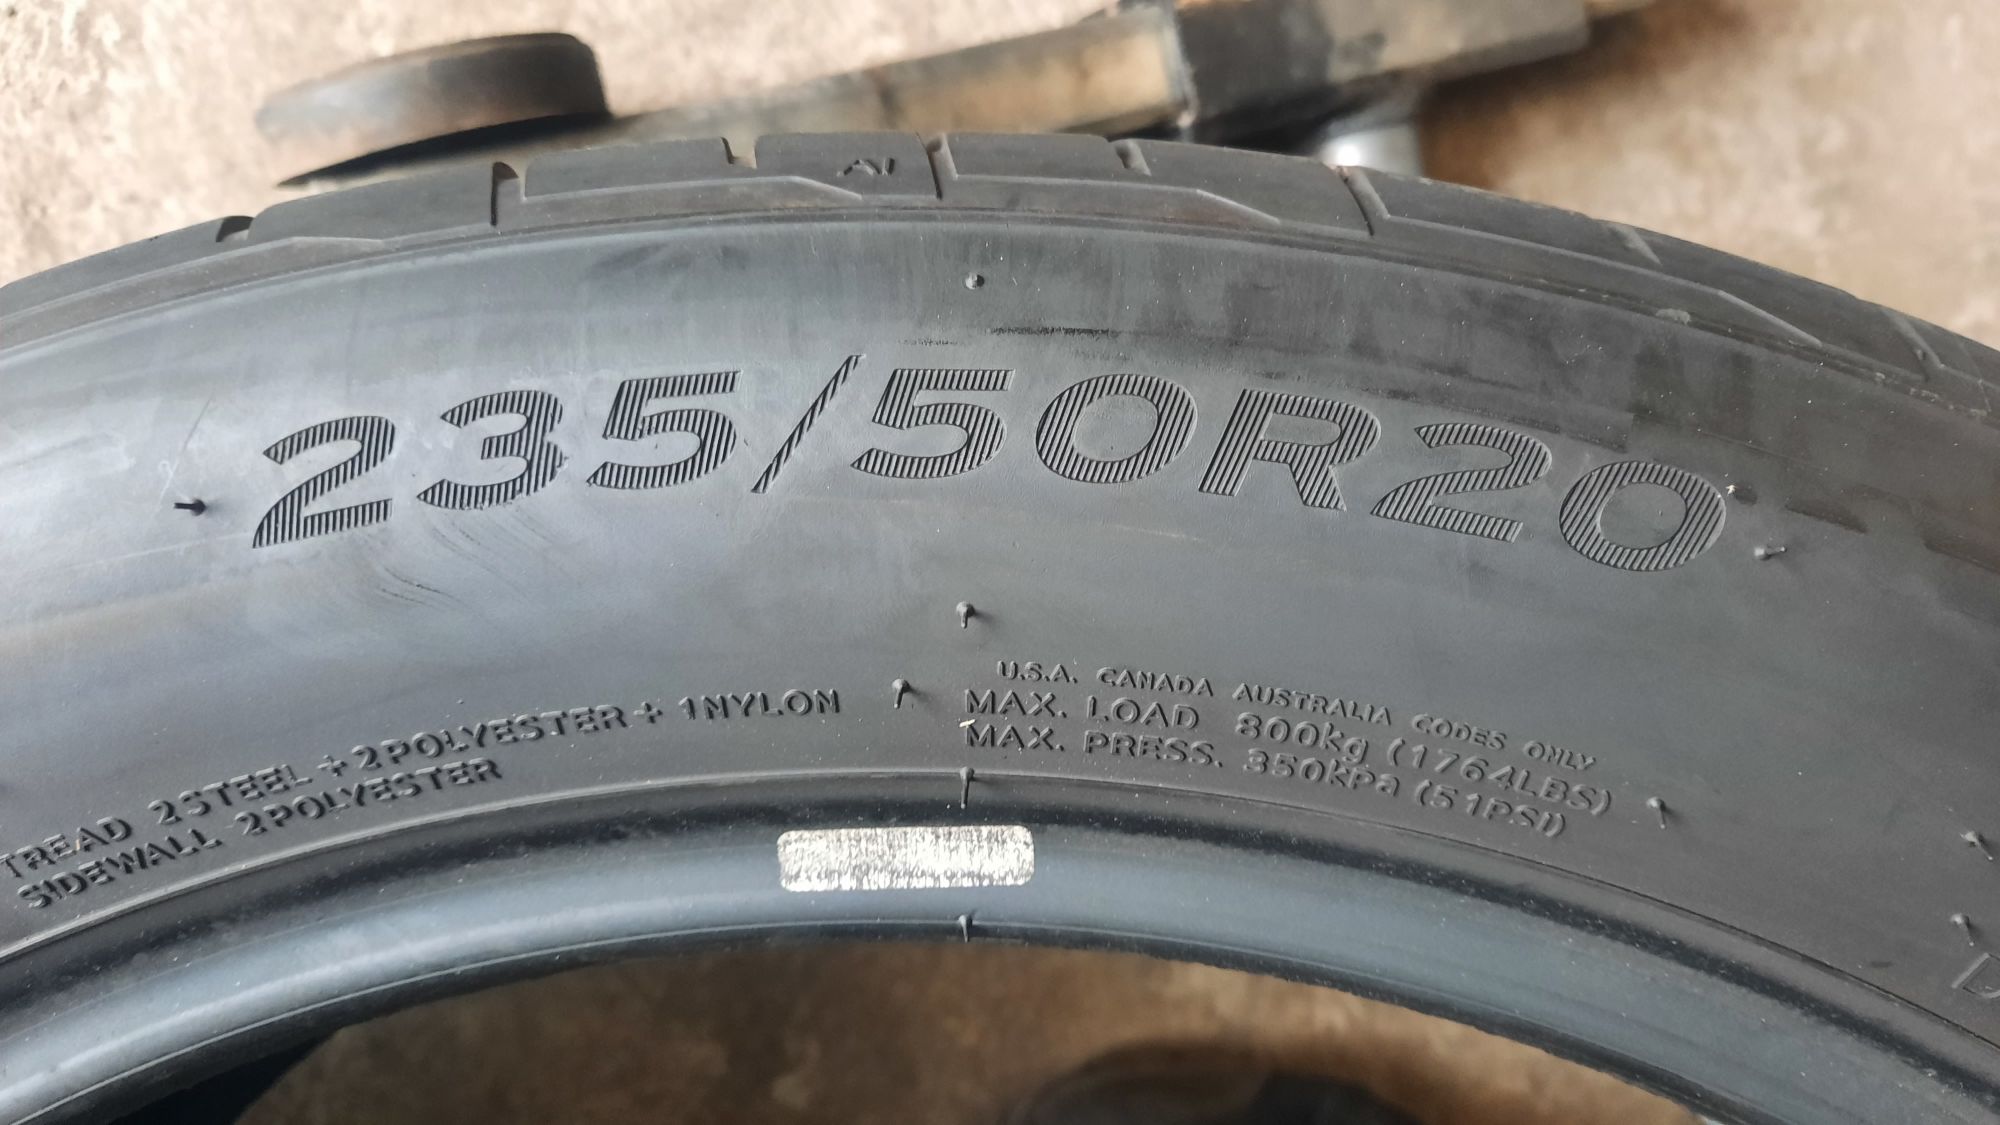 AI
235/50R20
TREAD 2STEEL + 2POLYESTER + 1NYLON
SIDEWALL 2POLYESTER
U.S.A. CANADA AUSTRALIA CODES ONLY
MAX. LOAD 800kg (1764LBS)
MAX. PRESS. 350kPa (51PSI)